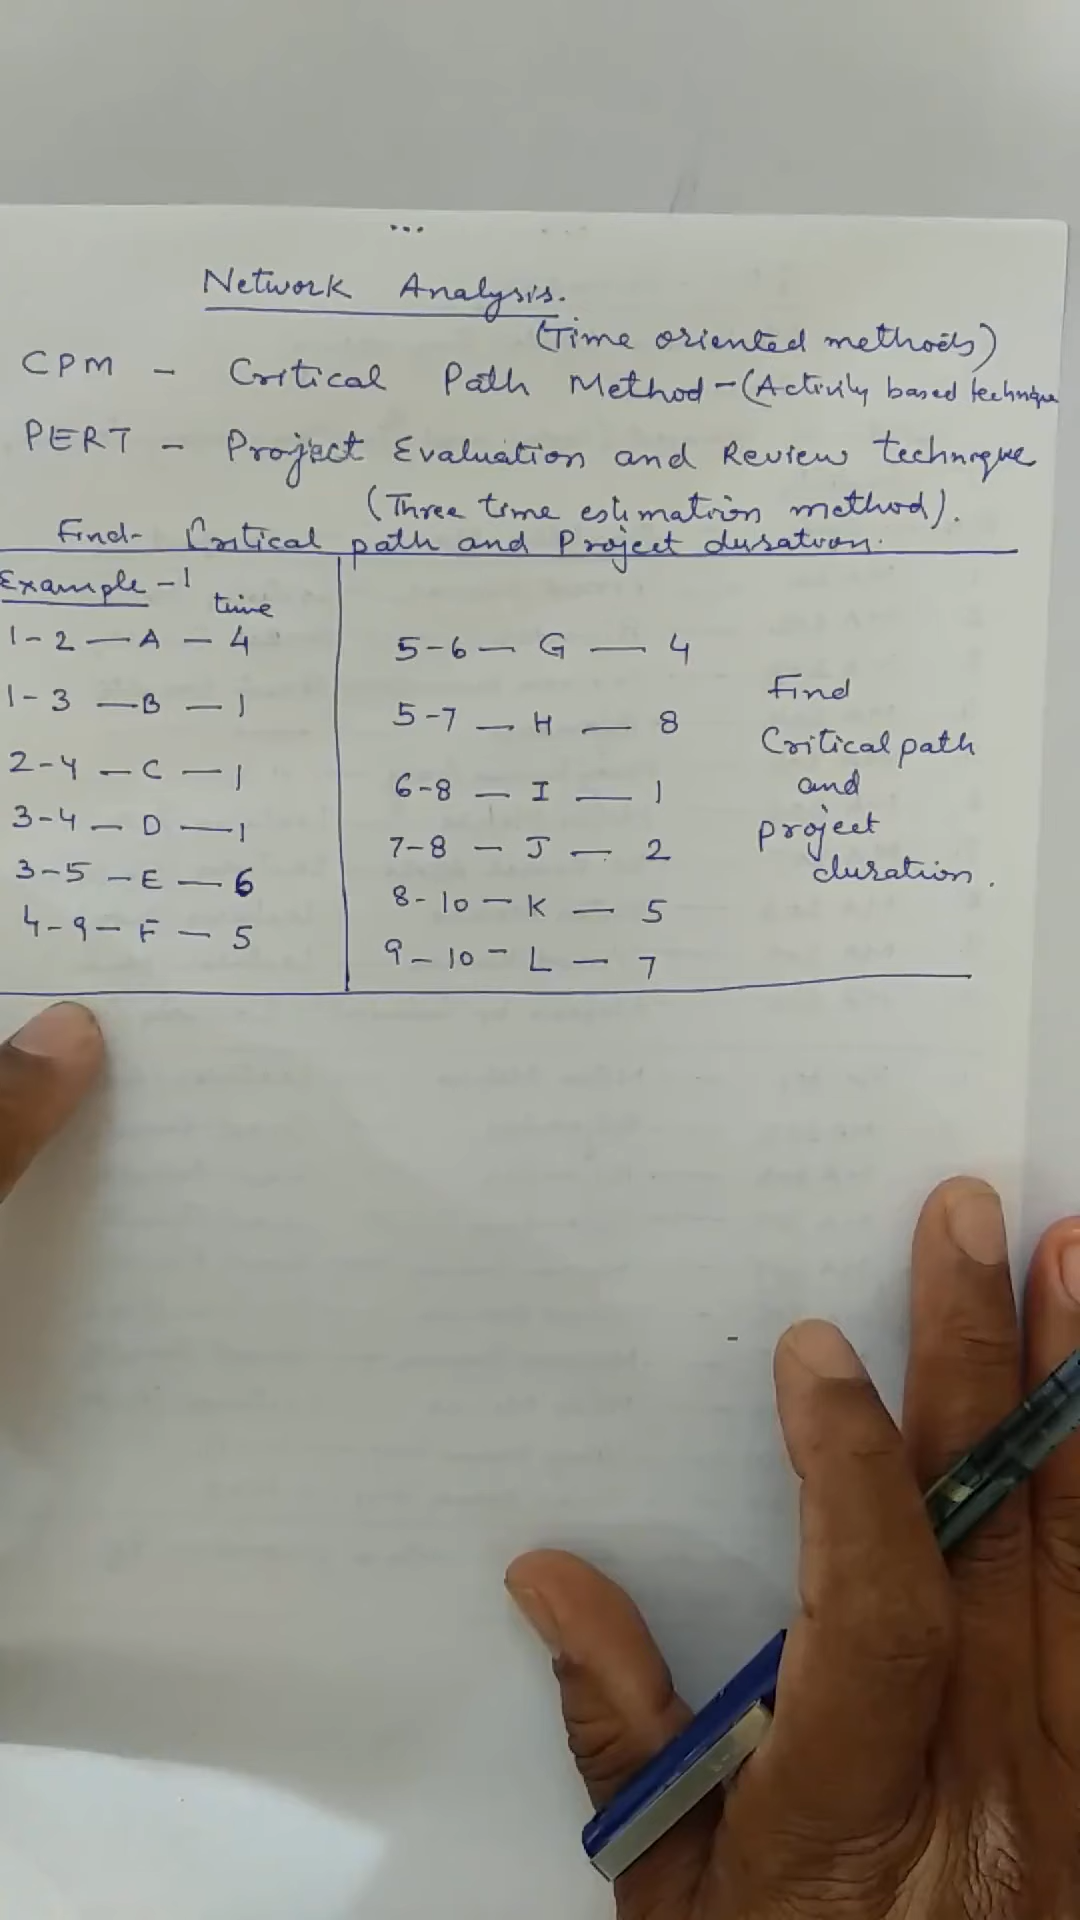 Network Analysis.
(Time oriented methods)
CPM - Critical Path Method - (Activity based technique
PERT - Project Evaluation and Review technique
(Three time estimation method).
Find- Critical path and Project duration.
Example - 1
time
1-2 — A — 4
1-3 — B — 1
2-4 — C — 1
3-4 — D — 1
3-5 — E — 6
4-9 — F — 5
5-6 — G — 4
5-7 — H — 8
6-8 — I — 1
7-8 — J — 2
8-10 — K — 5
9-10 - L — 7
Find
Critical path
and
project
duration.